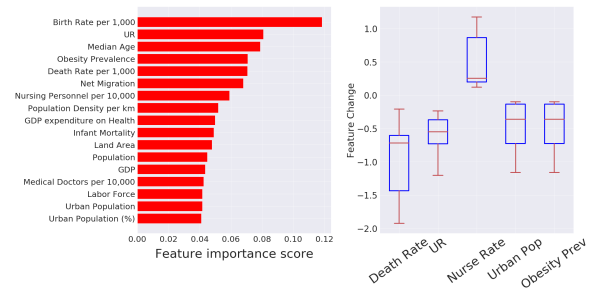 Birth Rate per 1,000
UR
Median Age
Obesity Prevalence
Death Rate per 1,000
Net Migration
Nursing Personnel per 10,000
Population Density per km
GDP expenditure on Health
Infant Mortality
Land Area
Population
GDP
Medical Doctors per 10,000
Labor Force
Urban Population
Urban Population (%)
0.00 0.02 0.04 0.06 0.08 0.10 0.12
Feature importance score
Feature Change
1.0
0.5
0.0
−0.5
−1.0
−1.5
−2.0
Death Rate UR Nurse Rate Urban Pop Obesity Prev